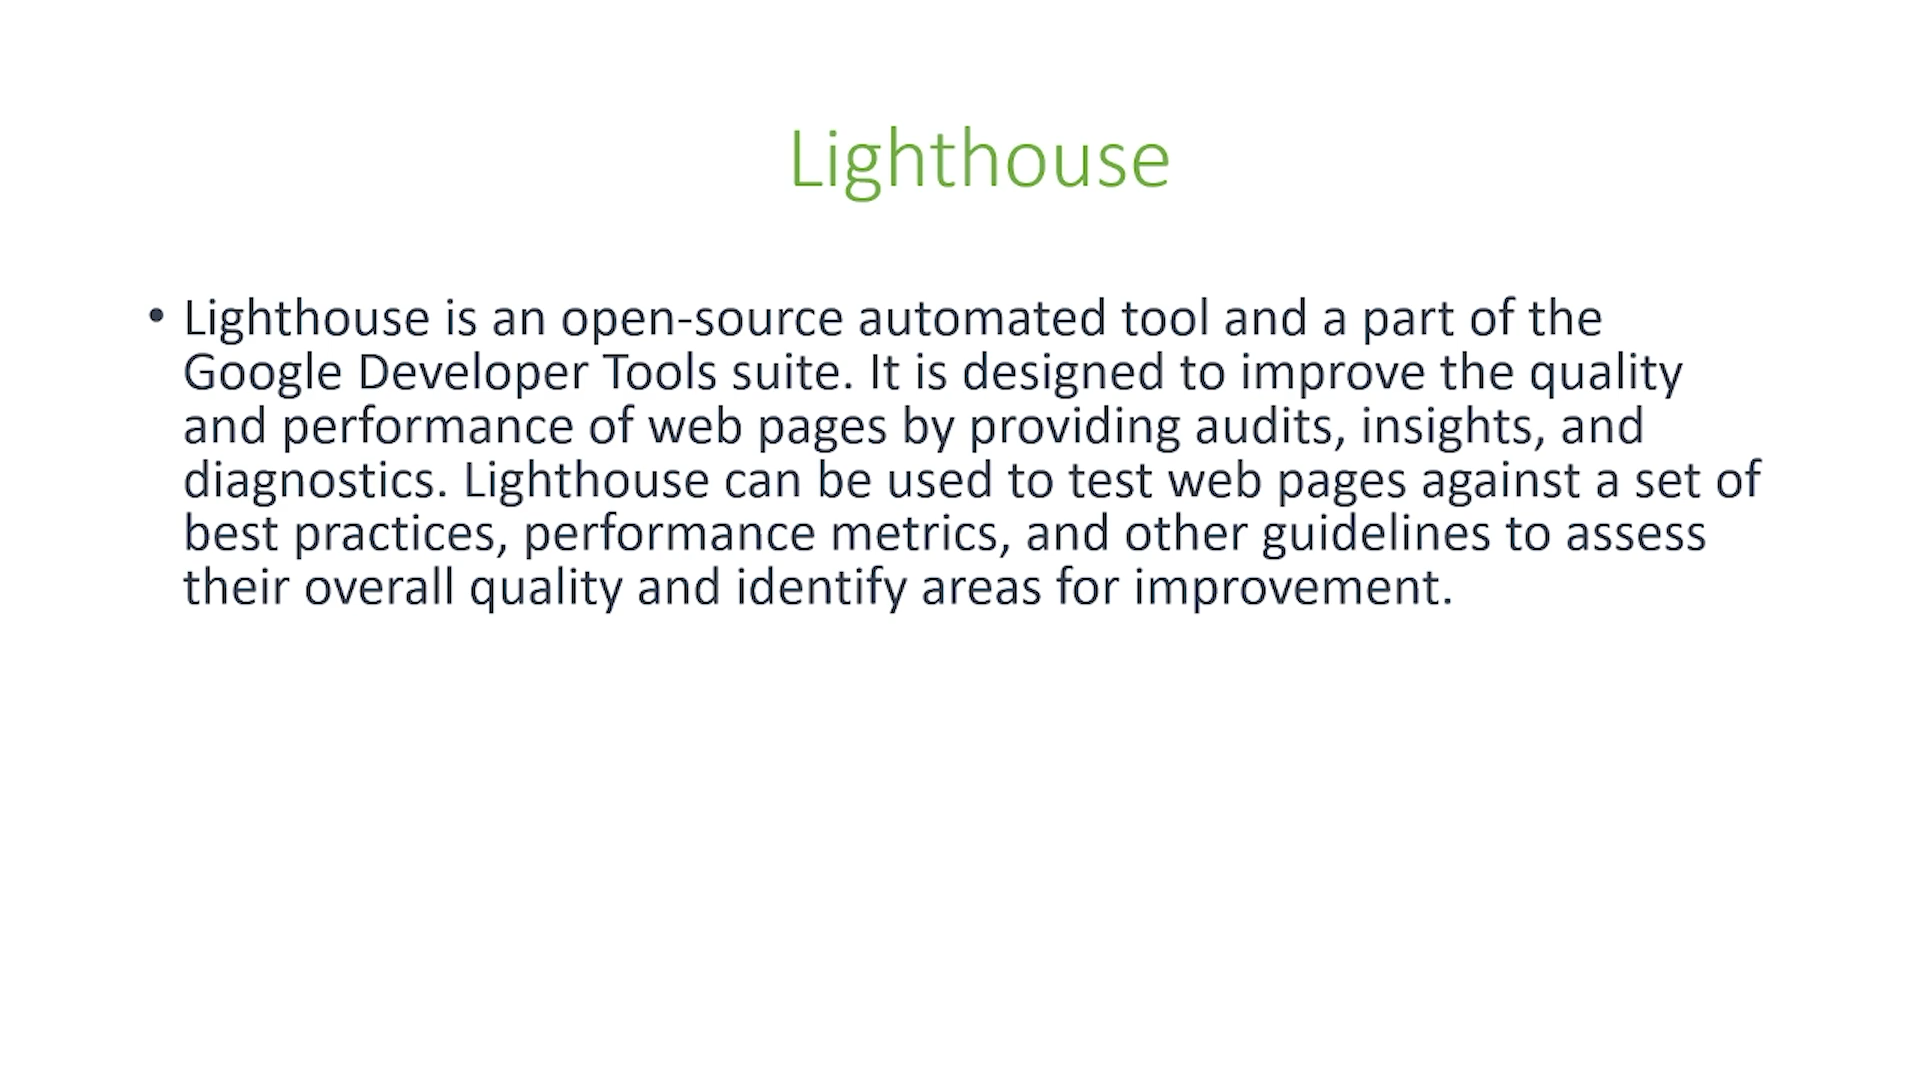 Lighthouse
• Lighthouse is an open-source automated tool and a part of the
Google Developer Tools suite. It is designed to improve the quality
and performance of web pages by providing audits, insights, and
diagnostics. Lighthouse can be used to test web pages against a set of
best practices, performance metrics, and other guidelines to assess
their overall quality and identify areas for improvement.